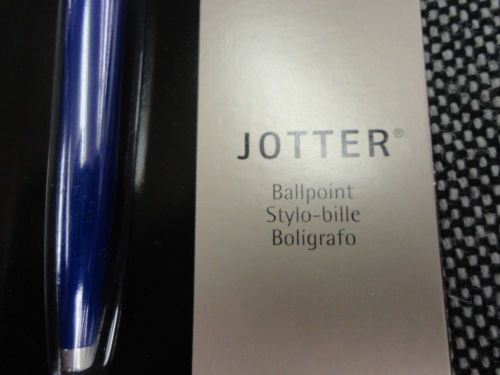 JOTTER®
Ballpoint
Stylo-bille
Bolígrafo